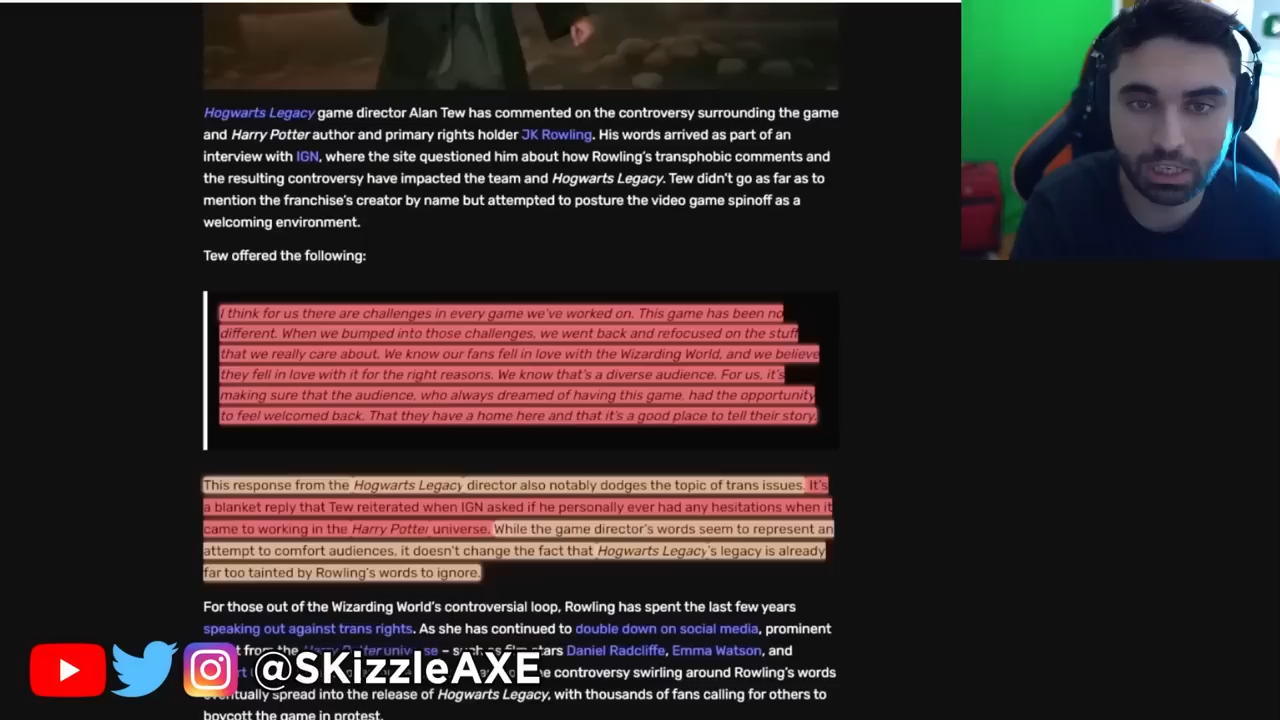 Hogwarts Legacy game director Alan Tew has commented on the controversy surrounding the game
and Harry Potter author and primary rights holder JK Rowling. His words arrived as part of an
interview with IGN, where the site questioned him about how Rowling's transphobic comments and
the resulting controversy have impacted the team and Hogwarts Legacy. Tew didn't go as far as to
mention the franchise's creator by name but attempted to posture the video game spinoff as a
welcoming environment.
Tew offered the following:
I think for us there are challenges in every game we've worked on. This game has been no
different. When we bumped into those challenges, we went back and refocused on the stuff
that we really care about. We know our fans fell in love with the Wizarding World, and we believe
they fell in love with it for the right reasons. We know that's a diverse audience. For us, it's
making sure that the audience, who always dreamed of having this game, had the opportunity
to feel welcomed back. That they have a home here and that it's a good place to tell their story.
This response from the Hogwarts Legacy director also notably dodges the topic of trans issues. It's
a blanket reply that Tew reiterated when IGN asked if he personally ever had any hesitations when it
came to working in the Harry Potter universe. While the game director's words seem to represent an
attempt to comfort audiences, it doesn't change the fact that Hogwarts Legacy's legacy is already
far too tainted by Rowling's words to ignore.
For those out of the Wizarding World's controversial loop, Rowling has spent the last few years
speaking out against trans rights. As she has continued to double down on social media, prominent
from the Harry Potter universe – such as film stars Daniel Radcliffe, Emma Watson, and
@SKizzleAXE
controversy swirling around Rowling's words
eventually spread into the release of Hogwarts Legacy, with thousands of fans calling for others to
boycott the game in protest.